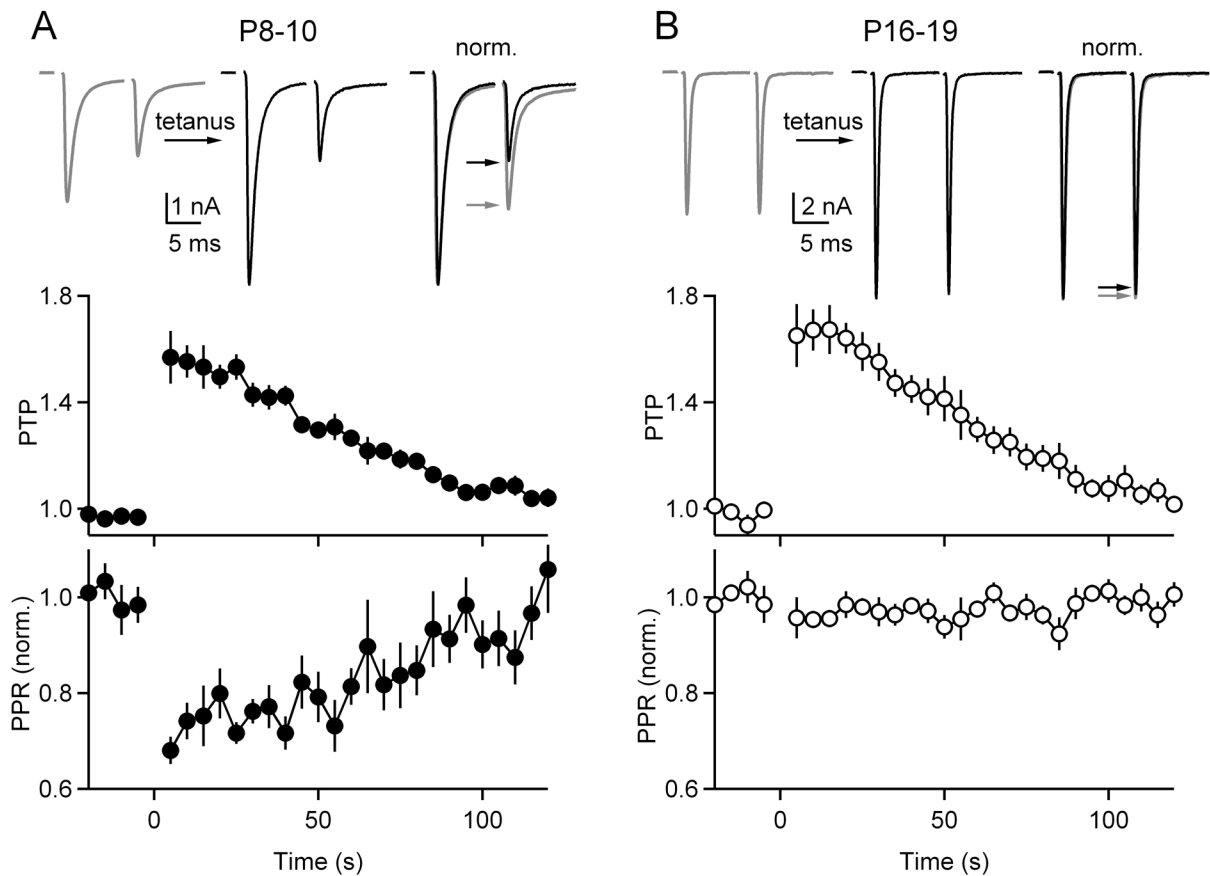 A
P8-10
norm.
tetanus
1 nA
5 ms
1.8
1.4
1.0
PTP
1.0
0.8
0.6
PPR (norm.)
0
50
100
Time (s)
B
P16-19
norm.
tetanus
2 nA
5 ms
1.8
1.4
1.0
PTP
1.0
0.8
0.6
PPR (norm.)
0
50
100
Time (s)